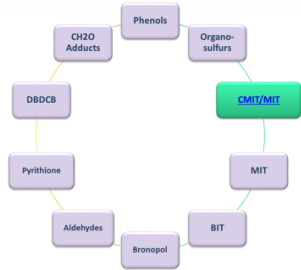 Phenols
Organo-
sulfurs
CMIT/MIT
MIT
BIT
Bronopol
Aldehydes
Pyrithione
DBDCB
CH2O
Adducts